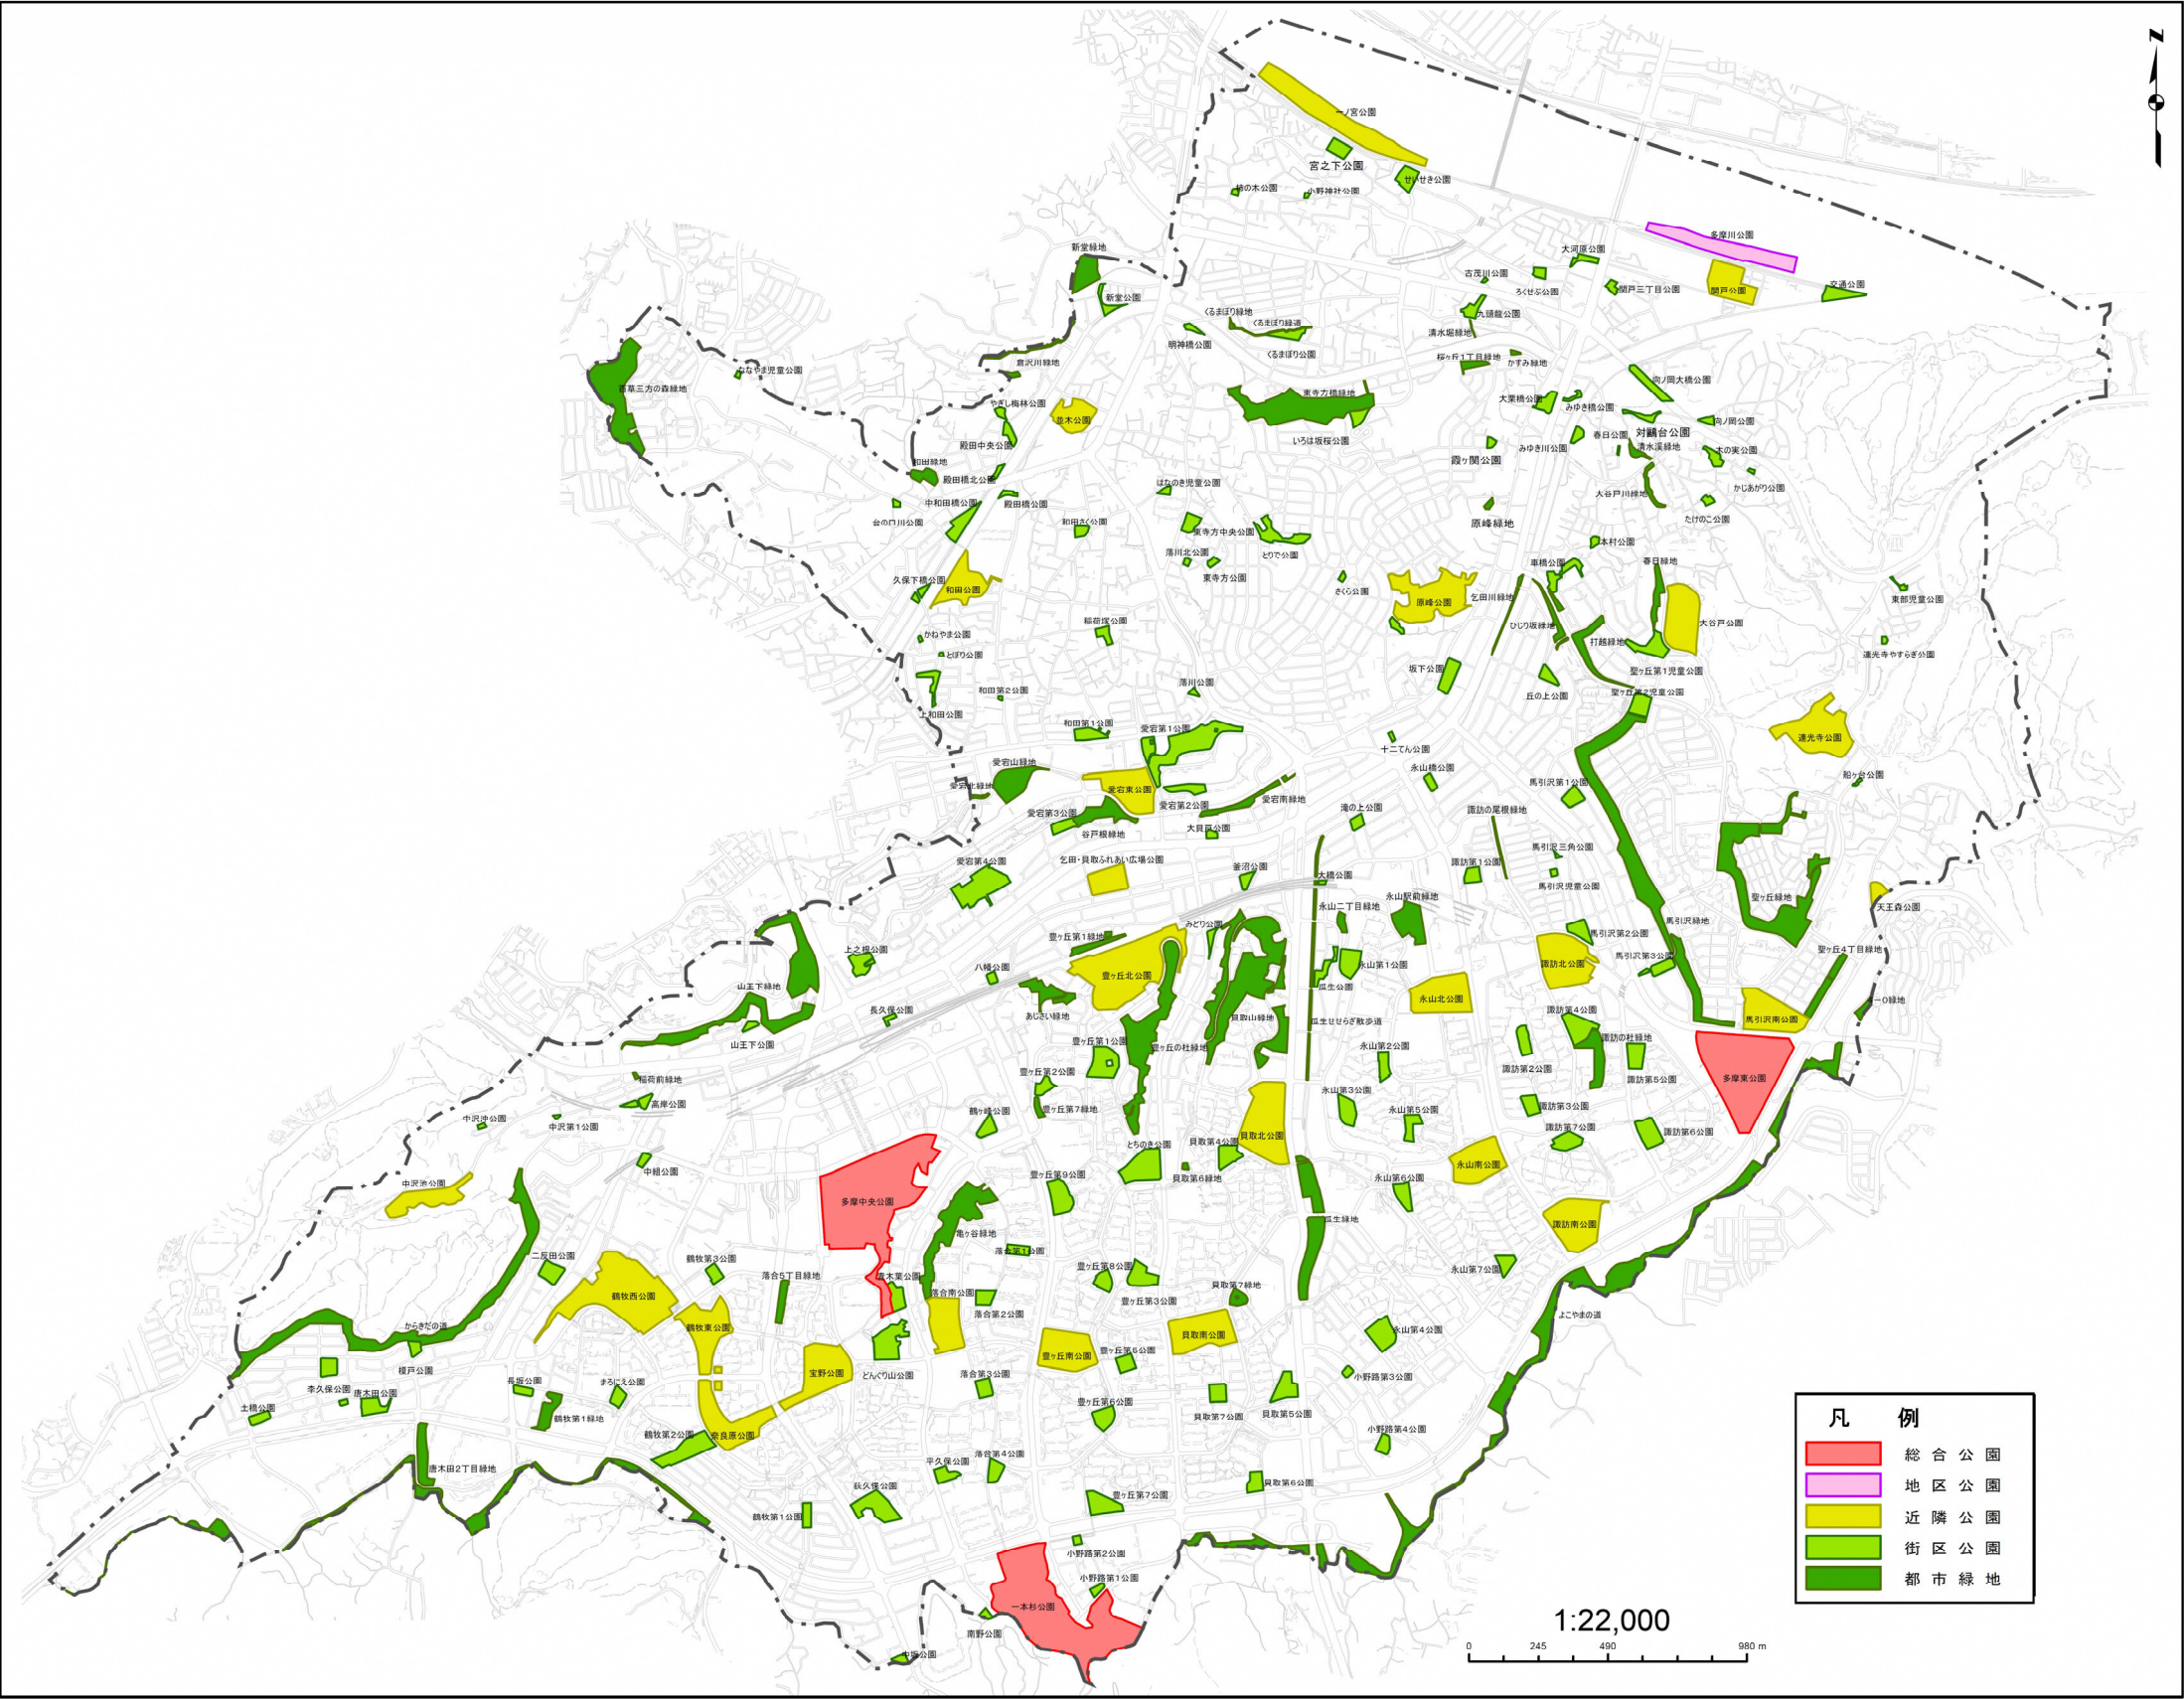 N
一ノ宮公園
宮之下公園
せいせき公園
柿の木公園
小野神社公園
多摩川公園
新堂緑地
大河原公園
古茂川公園
ろくせぶ公園
関戸三丁目公園
関戸公園
交通公園
新堂公園
くるまぼり緑地
くるまぼり緑道
九頭龍公園
清水堀緑地
明神橋公園
くるまぼり公園
倉沢川緑地
桜ヶ丘1丁目緑地
かすみ緑地
ななやま児童公園
百草三方の森緑地
向ノ岡大橋公園
東寺方橋緑地
やぎし梅林公園
大栗橋公園
みゆき橋公園
並木公園
向ノ岡公園
殿田中央公園
いろは坂桜公園
春日公園
対鷗台公園
みゆき川公園
清水溪緑地
木の実公園
霞ヶ関公園
和田緑地
殿田橋北公園
はなのき児童公園
かじあがり公園
大谷戸川緑地
中和田橋公園
殿田橋公園
たけのこ公園
和田さく公園
原峰緑地
東寺方中央公園
本村公園
落川北公園
とりで公園
車橋公園
春日緑地
東寺方公園
久保下橋公園
和田公園
さくら公園
原峰公園
乞田川緑地
東部児童公園
稲荷塚公園
大谷戸公園
ひじり坂緑地
かねやま公園
打越緑地
とぼり公園
連光寺やすらぎ公園
坂下公園
聖ヶ丘第1児童公園
落川公園
和田第2公園
丘の上公園
聖ヶ丘第2児童公園
上和田公園
和田第1公園
愛宕第1公園
連光寺公園
十二てん公園
愛宕山緑地
永山橋公園
船ヶ台公園
愛宕北緑地
愛宕東公園
馬引沢第1公園
愛宕第2公園
愛宕南緑地
愛宕第3公園
滝の上公園
諏訪の尾根緑地
谷戸根緑地
大貝戸公園
馬引沢三角公園
愛宕第4公園
乞田・貝取ふれあい広場公園
諏訪第1公園
釜沼公園
大橋公園
馬引沢児童公園
永山駅前緑地
聖ヶ丘緑地
永山二丁目緑地
天王森公園
みどり公園
馬引沢緑地
豊ヶ丘第1緑地
馬引沢第2公園
上之根公園
聖ヶ丘4丁目緑地
馬引沢第3公園
八幡公園
豊ヶ丘北公園
永山第1公園
諏訪北公園
山王下緑地
瓜生公園
永山北公園
長久保公園
あじさい緑地
貝取山緑地
瓜生せせらぎ散歩道
諏訪第4公園
馬引沢南公園
山王下公園
豊ヶ丘第1公園
豊ヶ丘の杜緑地
永山第2公園
諏訪の杜緑地
諏訪第2公園
豊ヶ丘第2公園
諏訪第5公園
多摩東公園
稲荷前緑地
高岸公園
永山第3公園
豊ヶ丘第7緑地
鶴ヶ峰公園
永山第5公園
諏訪第3公園
中沢沖公園
中沢第1公園
諏訪第7公園
諏訪第6公園
貝取北公園
とちのき公園
貝取第4公園
永山南公園
中組公園
豊ヶ丘第9公園
貝取第6緑地
永山第6公園
中沢池公園
多摩中央公園
瓜生緑地
諏訪南公園
亀ヶ谷緑地
落合第1公園
二反田公園
鶴牧第3公園
豊ヶ丘第8公園
永山第7公園
落合5丁目緑地
青木葉公園
貝取第7緑地
鶴牧西公園
落合南公園
豊ヶ丘第3公園
落合第2公園
よこやまの道
からきだの道
鶴牧東公園
永山第4公園
貝取南公園
豊ヶ丘第6公園
豊ヶ丘南公園
榎戸公園
宝野公園
どんぐり山公園
落合第3公園
小野路第3公園
長坂公園
まろにえ公園
李久保公園
唐木田公園
土橋公園
豊ヶ丘第6公園
貝取第7公園
貝取第5公園
鶴牧第1緑地
鶴牧第2公園
奈良原公園
小野路第4公園
落合第4公園
平久保公園
唐木田2丁目緑地
貝取第6公園
荻久保公園
豊ヶ丘第7公園
鶴牧第1公園
小野路第2公園
小野路第1公園
一本杉公園
南野公園
中坂公園
凡 例
総合公園
地区公園
近隣公園
街区公園
都市緑地
1:22,000
0 245 490 980 m